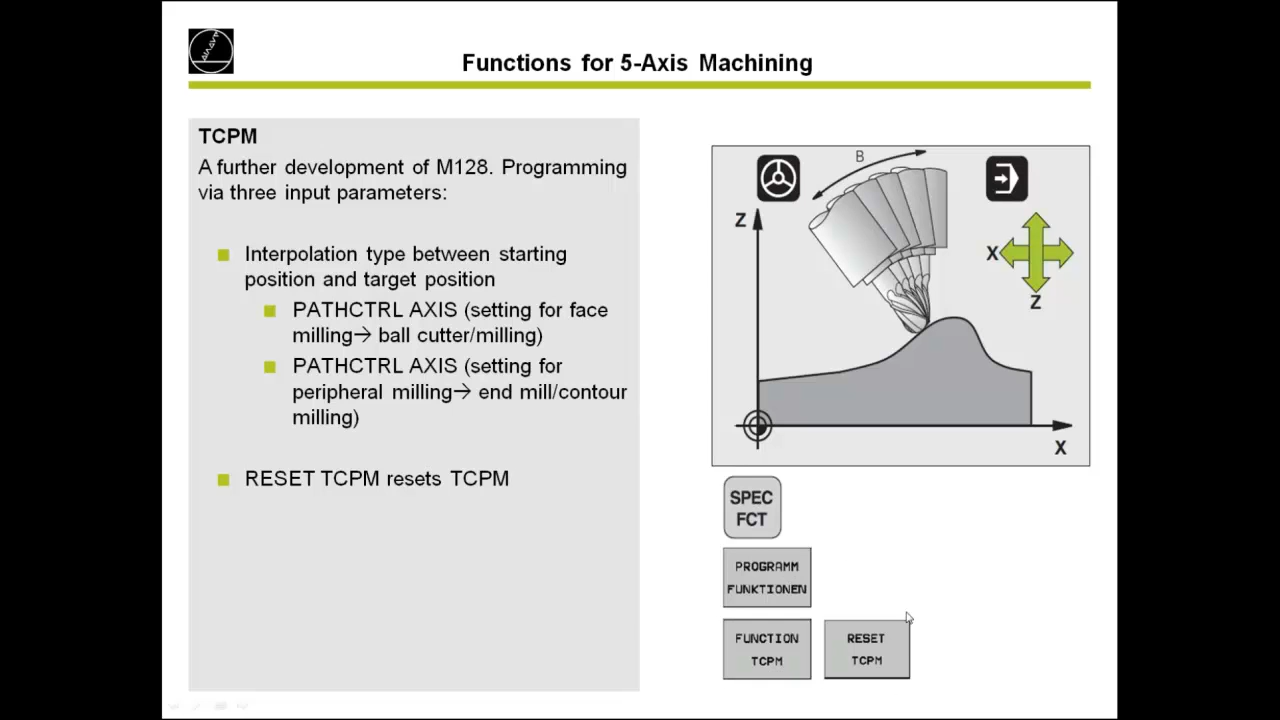 Functions for 5-Axis Machining
TCPM
A further development of M128. Programming
via three input parameters:
Interpolation type between starting
position and target position
PATHCTRL AXIS (setting for face
milling→ ball cutter/milling)
PATHCTRL AXIS (setting for
peripheral milling→ end mill/contour
milling)
RESET TCPM resets TCPM
B
Z
X
Z
X
SPEC
FCT
PROGRAMM
FUNKTIONEN
FUNCTION
TCPM
RESET
TCPM